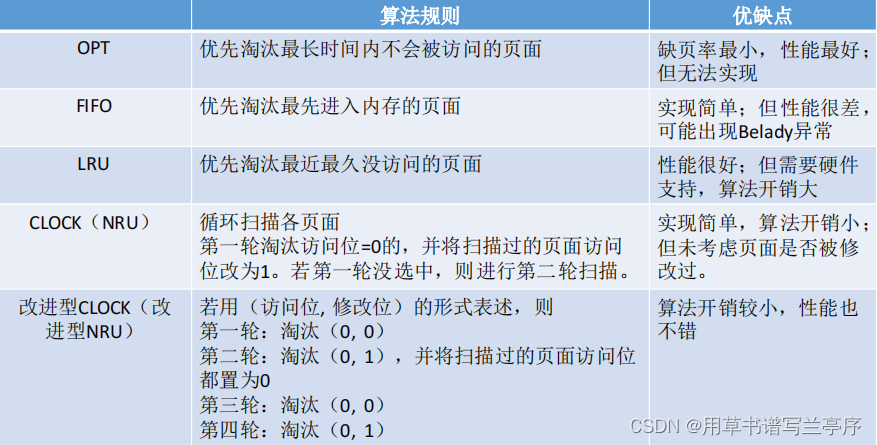 算法规则 优缺点
OPT 优先淘汰最长时间内不会被访问的页面 缺页率最小，性能最好；
但无法实现
FIFO 优先淘汰最先进入内存的页面 实现简单；但性能很差，
可能出现Belady异常
LRU 优先淘汰最近最久没访问的页面 性能很好；但需要硬件
支持，算法开销大
CLOCK（NRU） 循环扫描各页面 实现简单，算法开销小；
第一轮淘汰访问位=0的，并将扫描过的页面访问 但未考虑页面是否被修
位改为1。若第一轮没选中，则进行第二轮扫描。 改过。
改进型CLOCK（改 若用（访问位, 修改位）的形式表述，则 算法开销较小，性能也
进型NRU） 第一轮：淘汰（0, 0） 不错
第二轮：淘汰（0, 1），并将扫描过的页面访问位
都置为0
第三轮：淘汰（0, 0）
第四轮：淘汰（0, 1）
CSDN @用草书谱写兰亭序